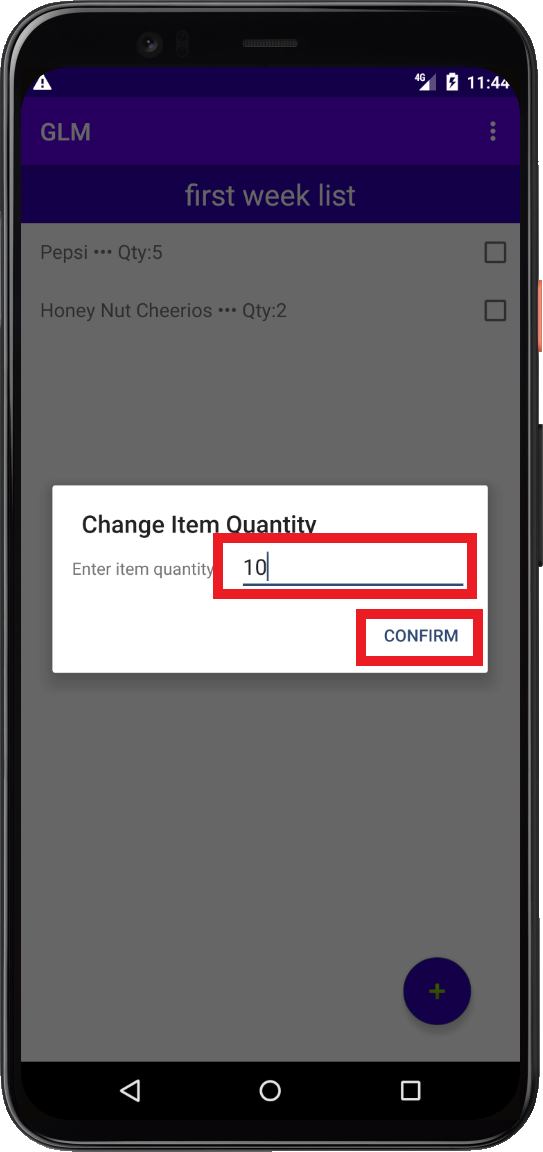 4G 11:44
GLM
first week list
Pepsi ••• Qty:5
Honey Nut Cheerios ••• Qty:2
Change Item Quantity
Enter item quantity 10
CONFIRM
+